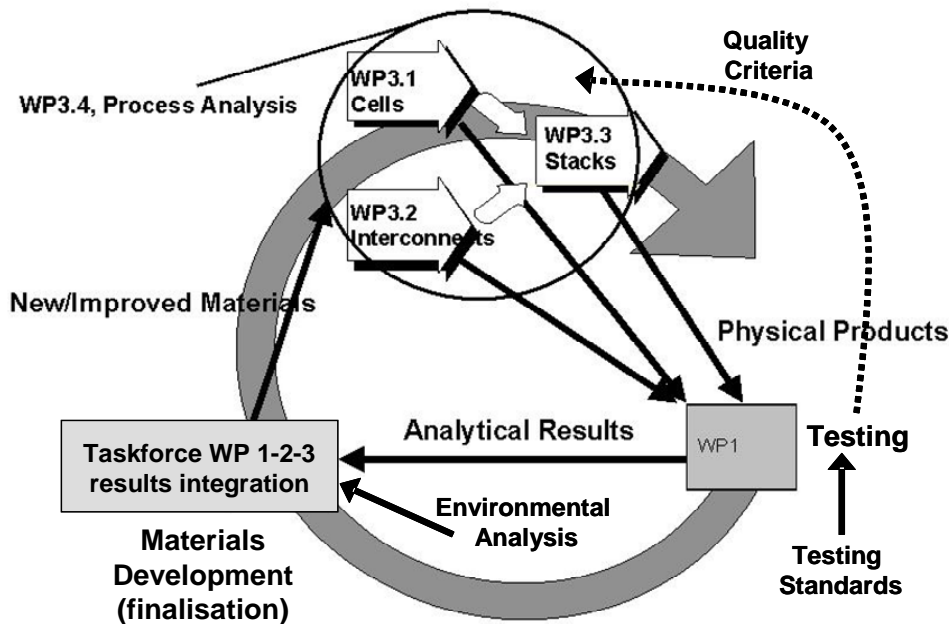 Quality
Criteria
WP3.1
Cells
WP3.4, Process Analysis
WP3.3
Stacks
WP3.2
Interconnects
New/Improved Materials
Physical Products
Analytical Results
WP1
Testing
Taskforce WP 1-2-3
results integration
Environmental
Analysis
Materials
Development
(finalisation)
Testing
Standards